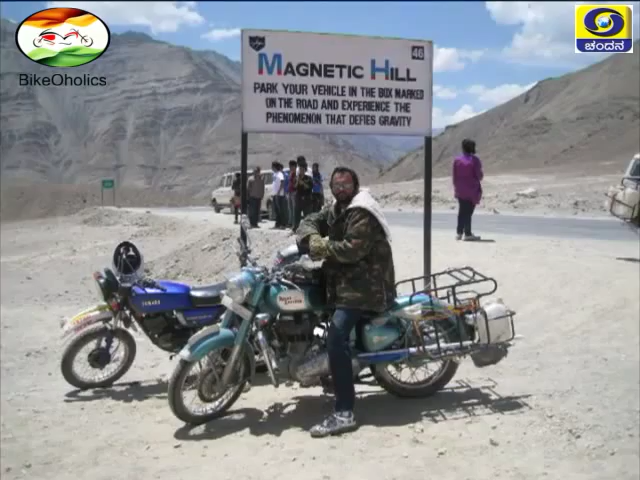 BikeOholics
ಚಂದನ
46
MAGNETIC HILL
PARK YOUR VEHICLE IN THE BOX MARKED
ON THE ROAD AND EXPERIENCE THE
PHENOMENON THAT DEFIES GRAVITY
YAMAHA
Royal Enfield